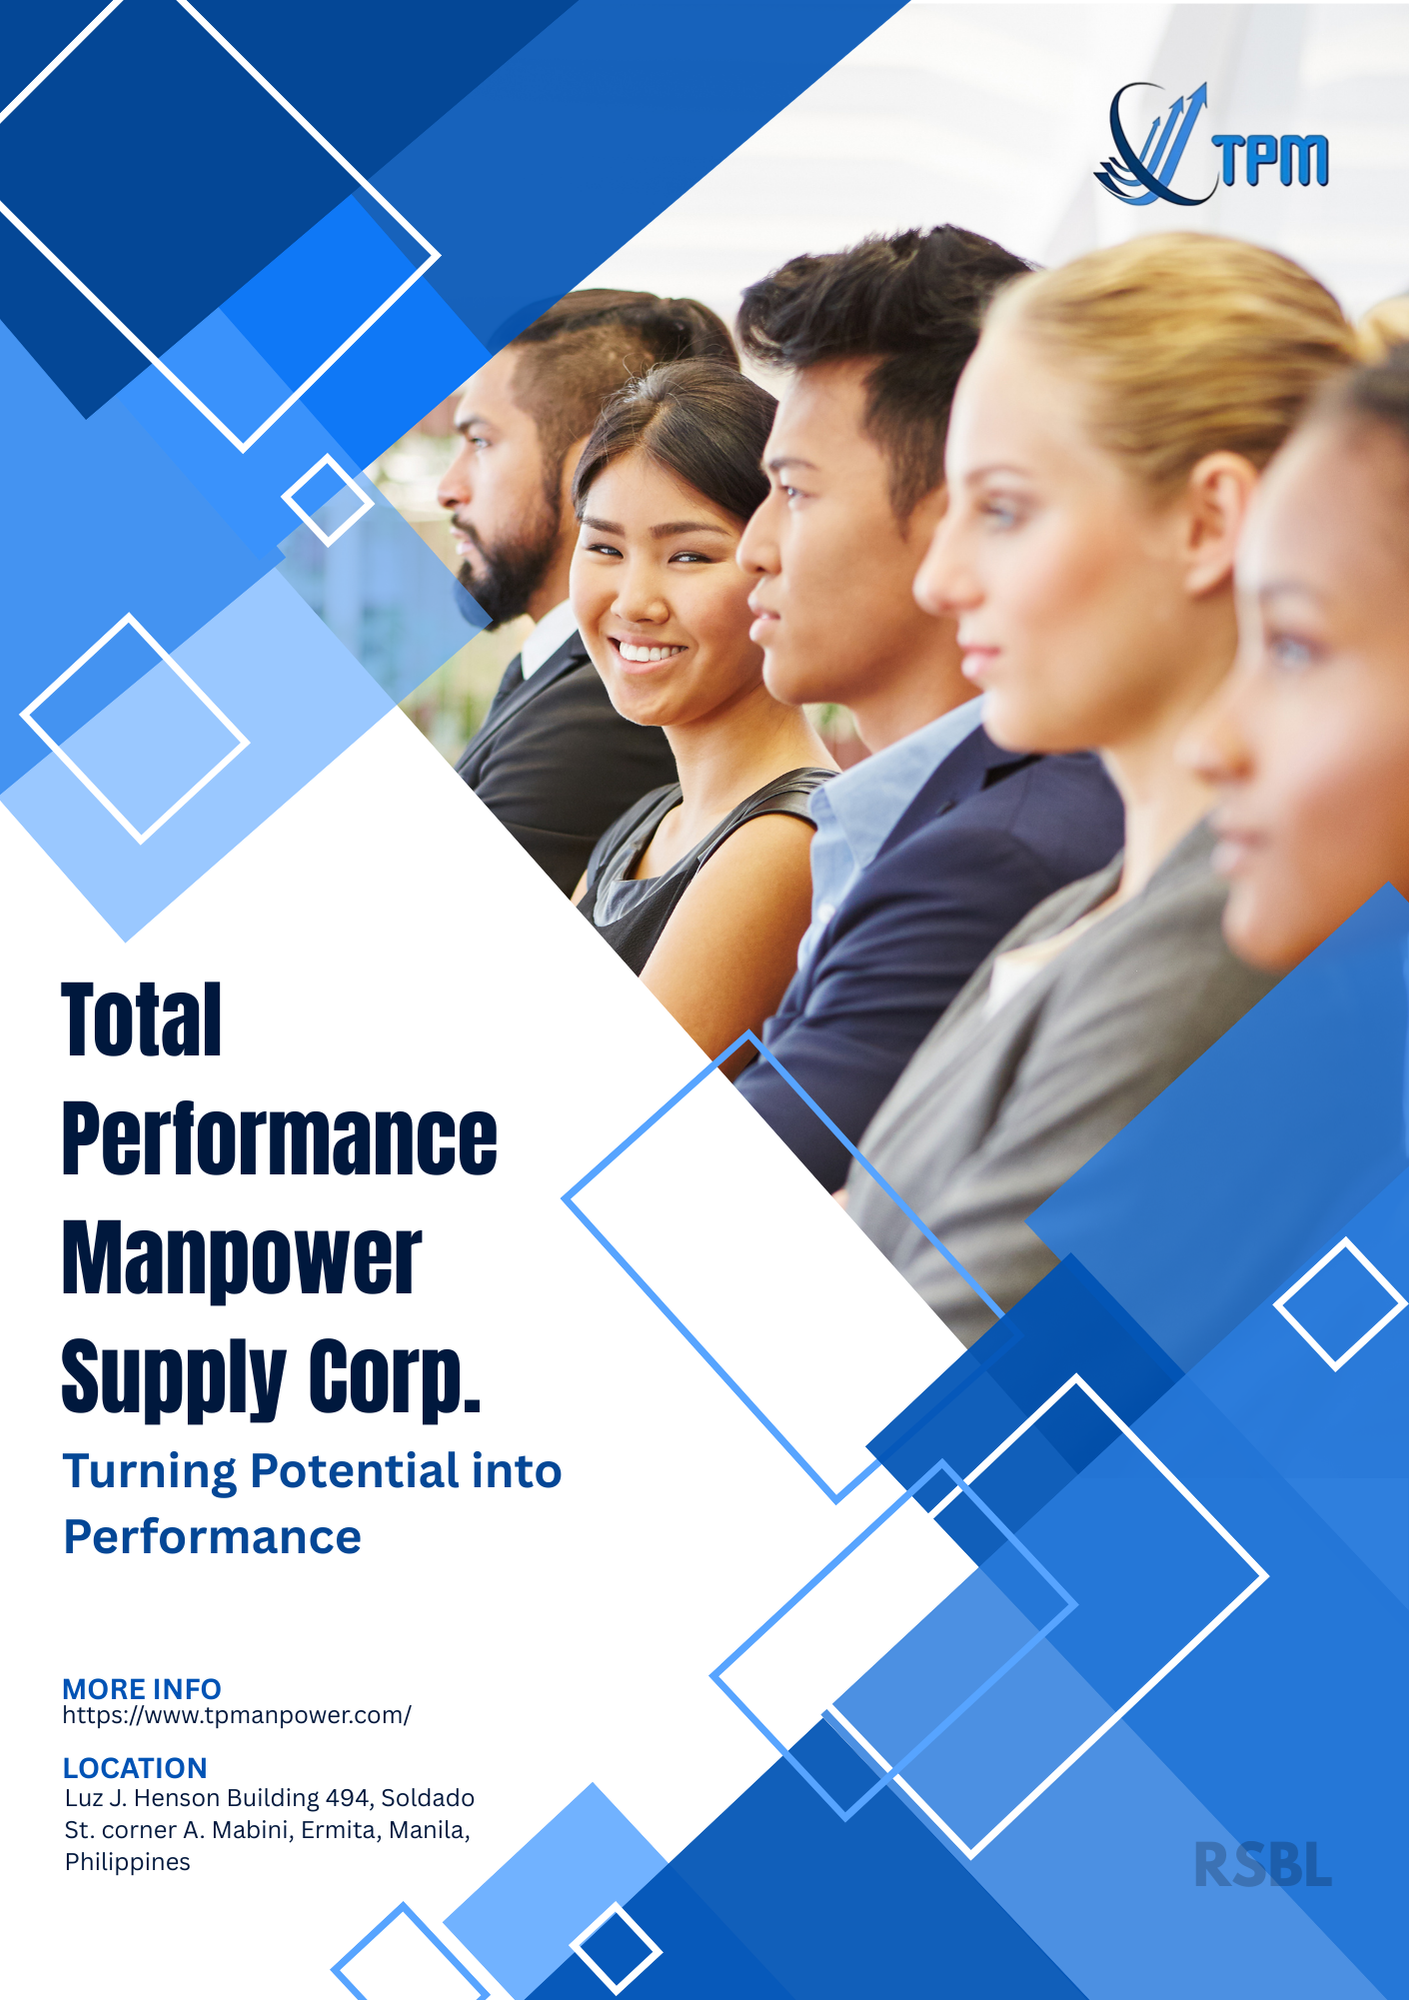 TPM
Total
Performance
Manpower
Supply Corp.
Turning Potential into
Performance
MORE INFO
https://www.tpmanpower.com/
LOCATION
Luz J. Henson Building 494, Soldado
St. corner A. Mabini, Ermita, Manila,
Philippines
RSBL